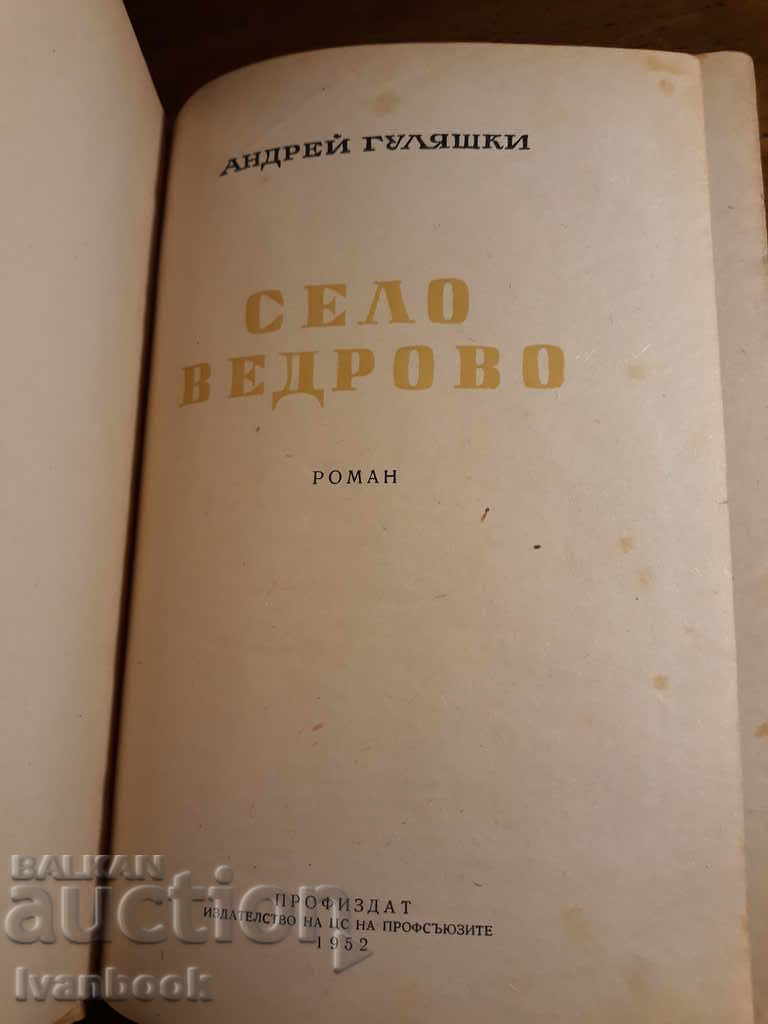 АНДРЕЙ ГУЛЯШКИ
СЕЛО
ВЕДРОВО
РОМАН
ПРОФИЗДАТ
ИЗДАТЕЛСТВО НА ЦС НА ПРОФСЪЮЗИТЕ
1952
BALKAN
auction
Ivanbook